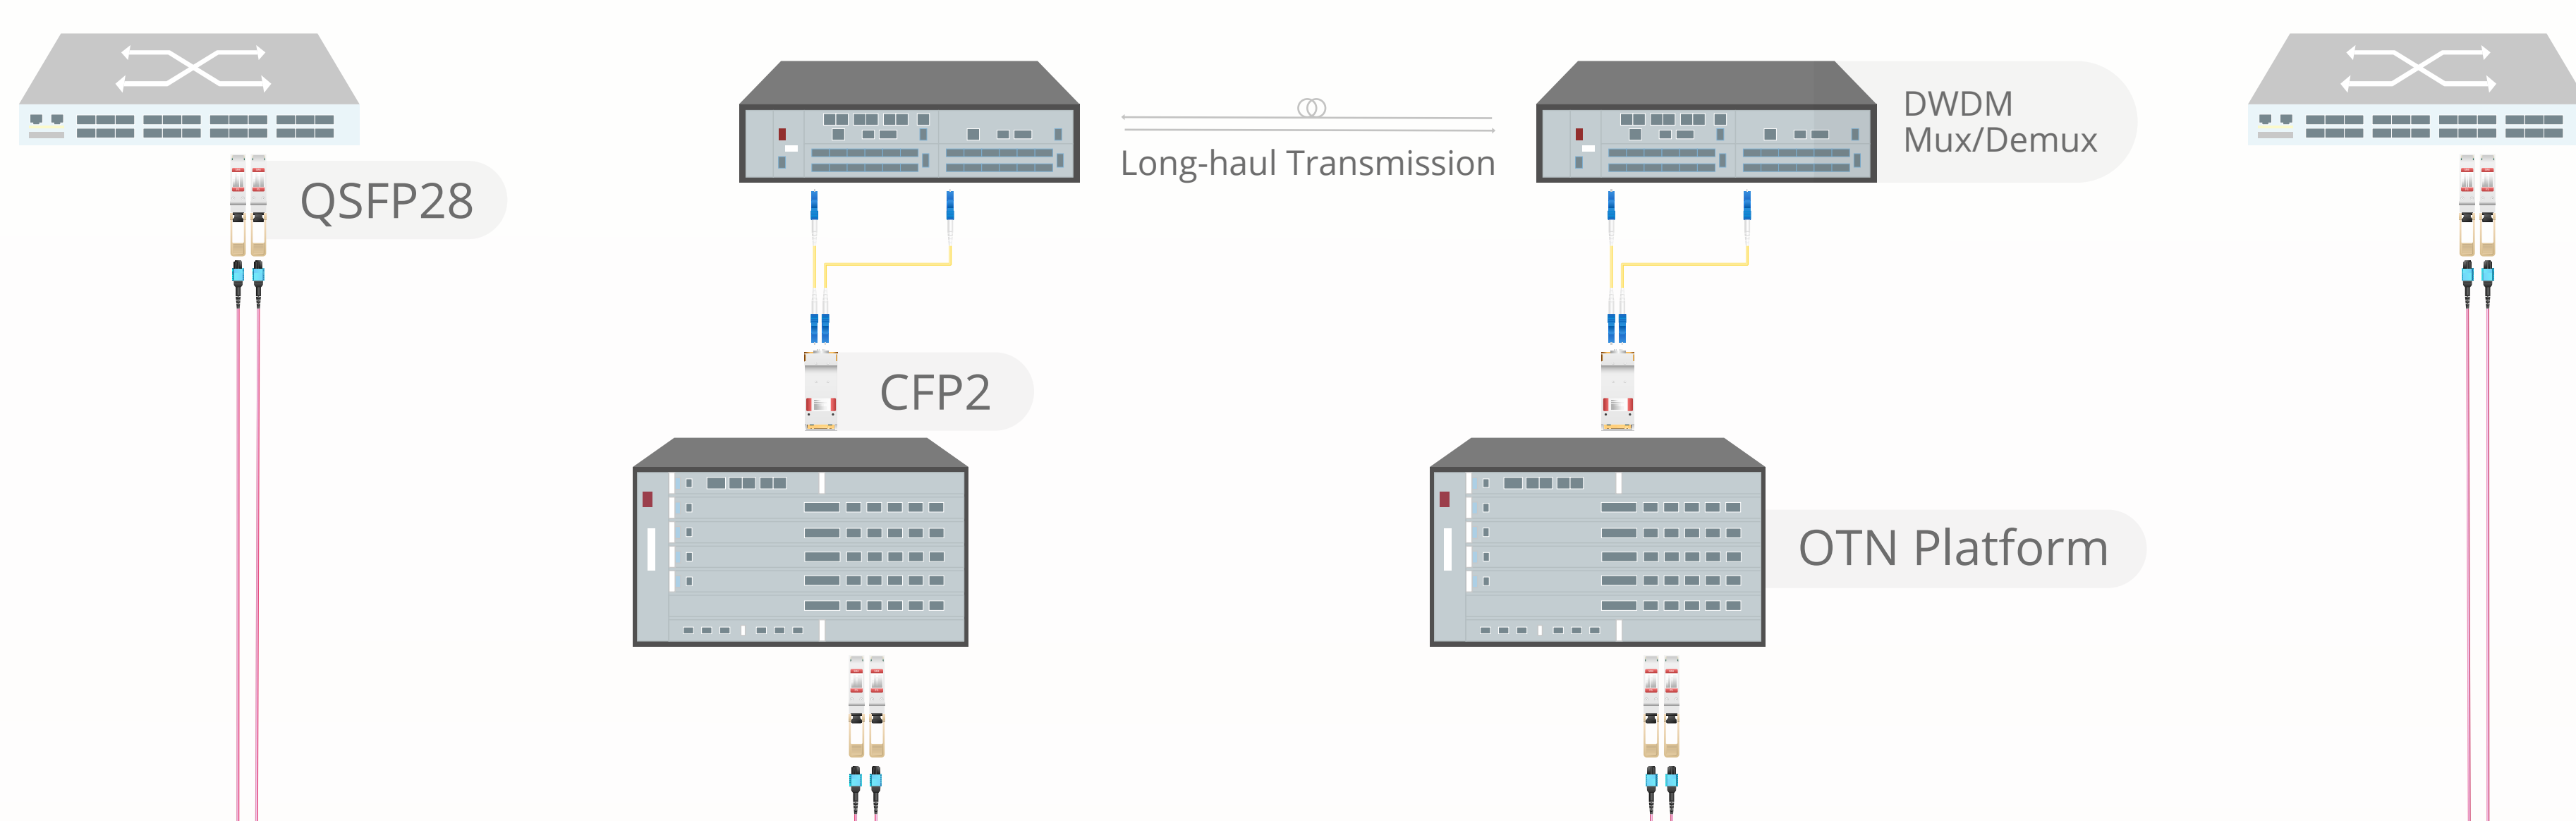 QSFP28
Long-haul Transmission
DWDM
Mux/Demux
CFP2
OTN Platform